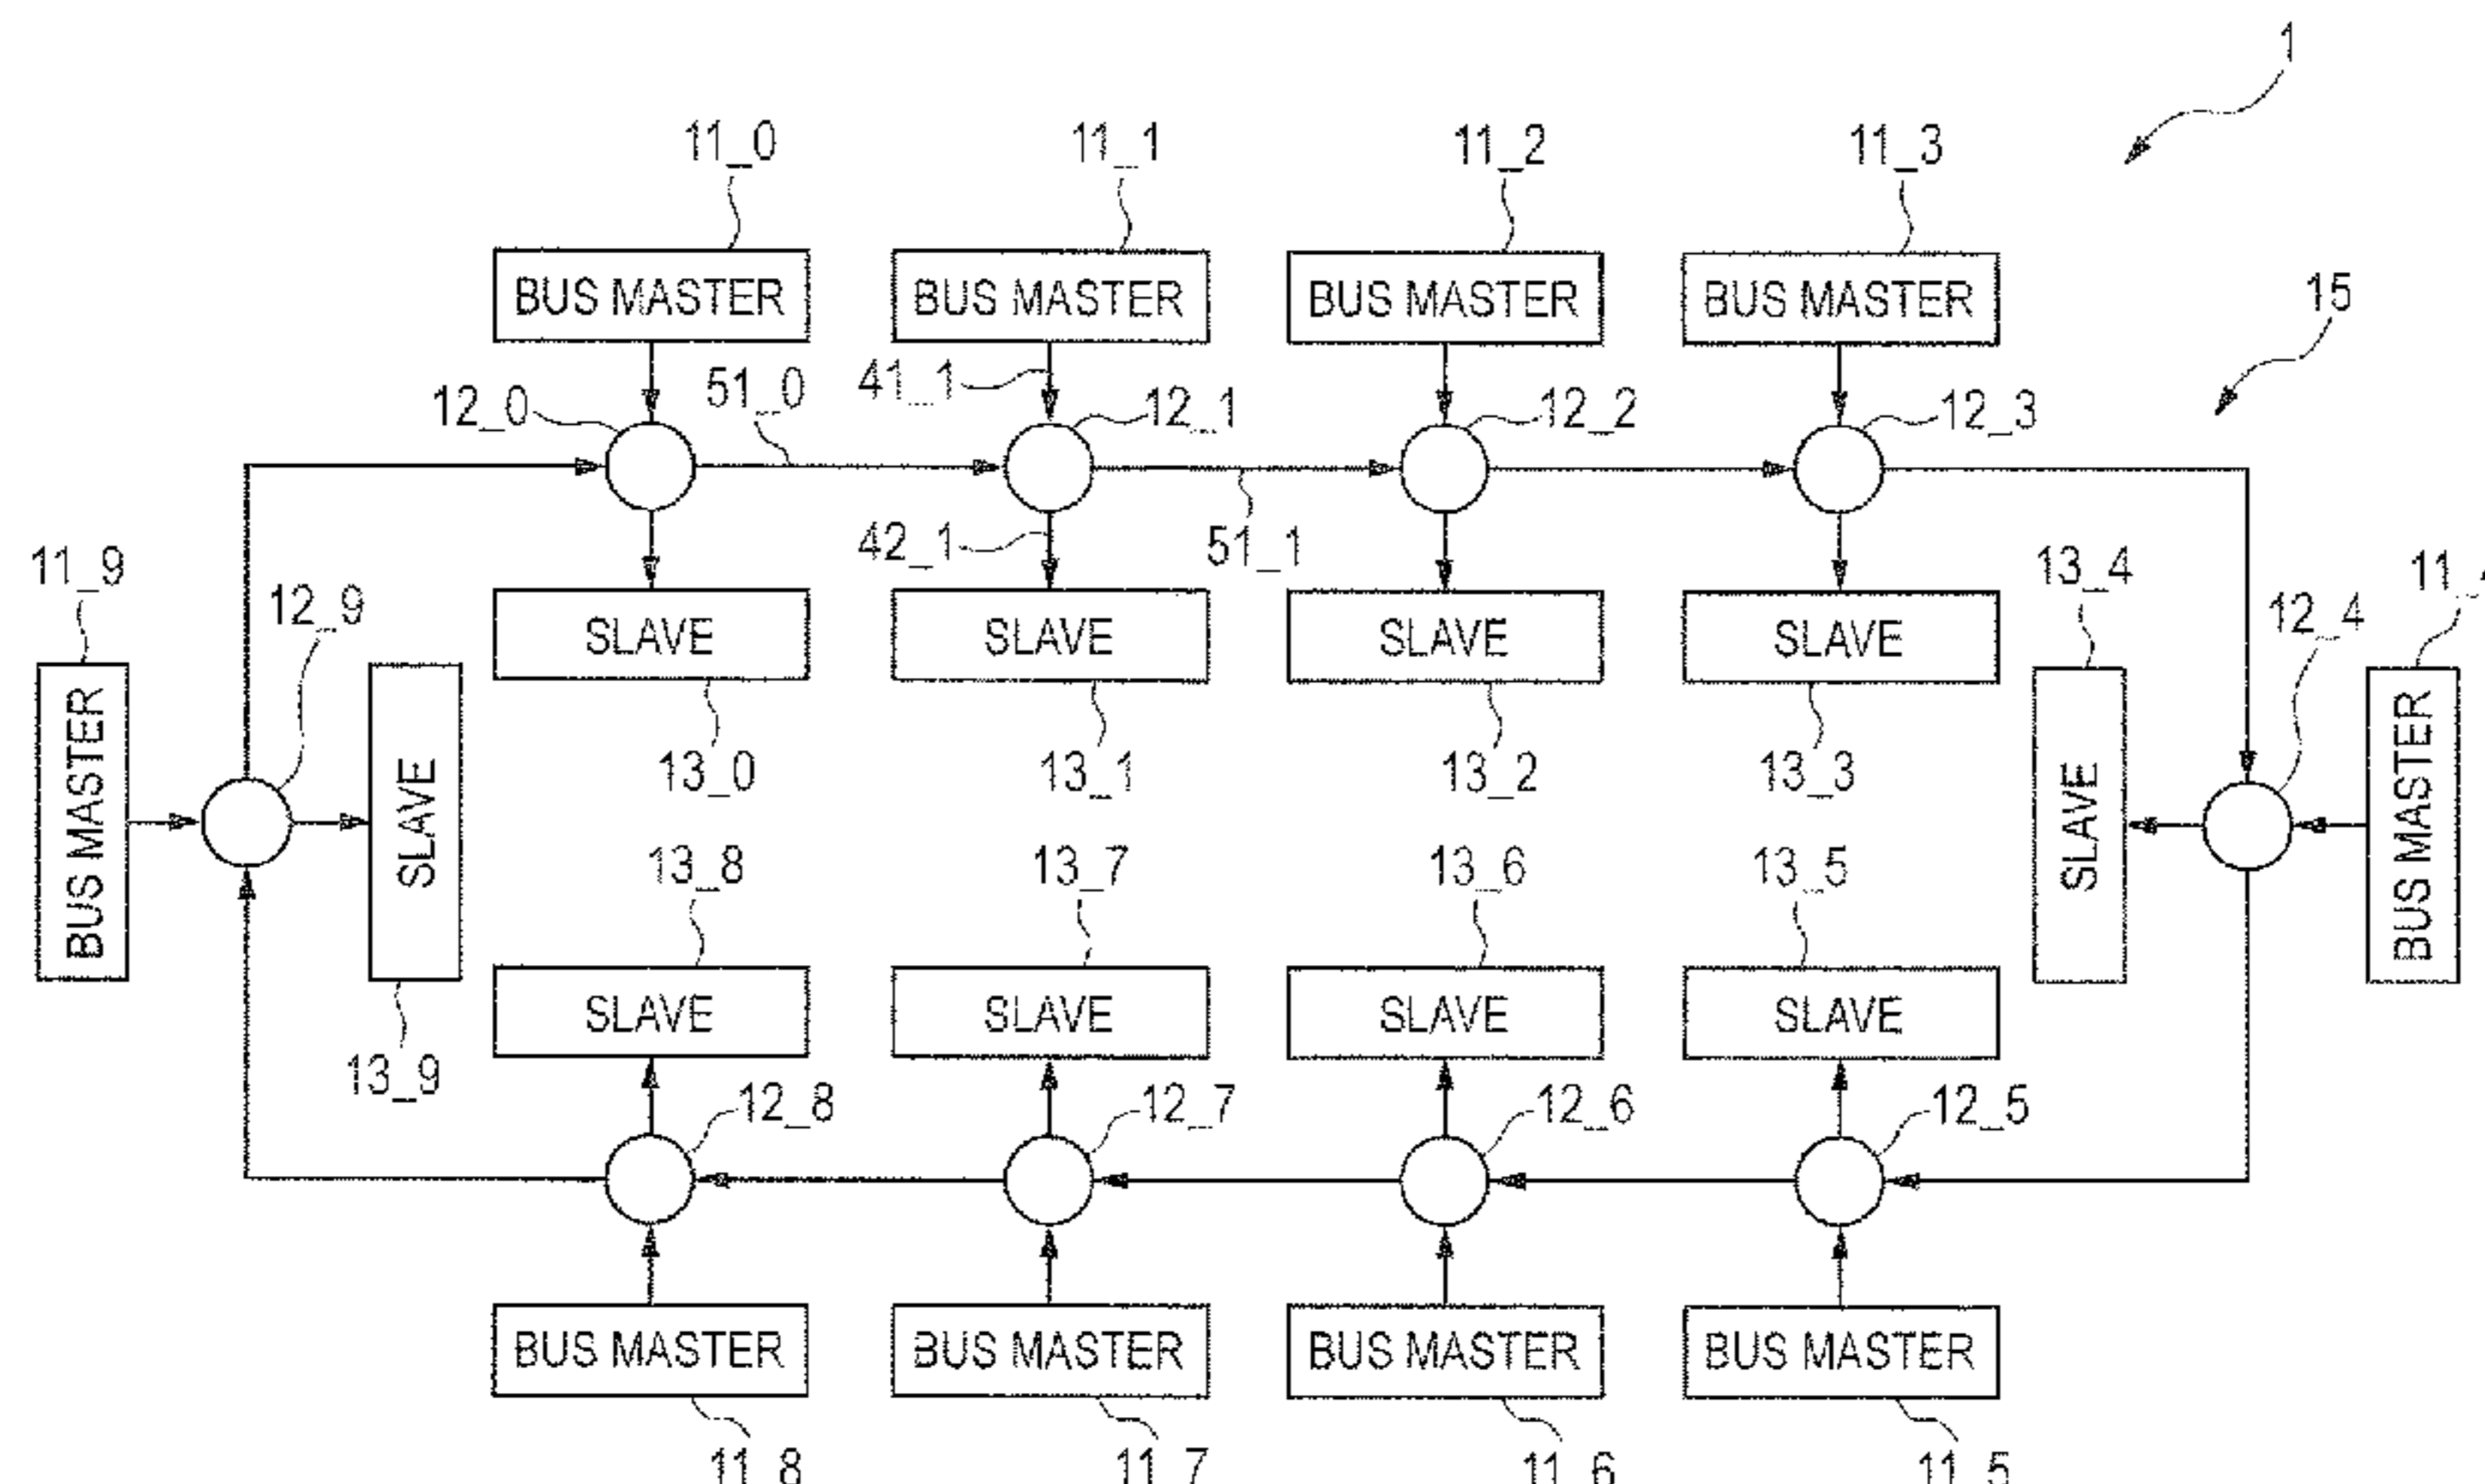 1
11_0 11_1 11_2 11_3
BUS MASTER BUS MASTER BUS MASTER BUS MASTER
15
12_0 51_0 41_1 12_1 12_2 12_3
42_1 51_1
11_9 12_9 13_4 12_4
SLAVE SLAVE SLAVE SLAVE
13_0 13_1 13_2 13_3
BUS MASTER SLAVE SLAVE BUS MASTER
13_8 13_7 13_6 13_5
SLAVE SLAVE SLAVE SLAVE
13_9 12_8 12_7 12_6 12_5
BUS MASTER BUS MASTER BUS MASTER BUS MASTER
11_8 11_7 11_6 11_5